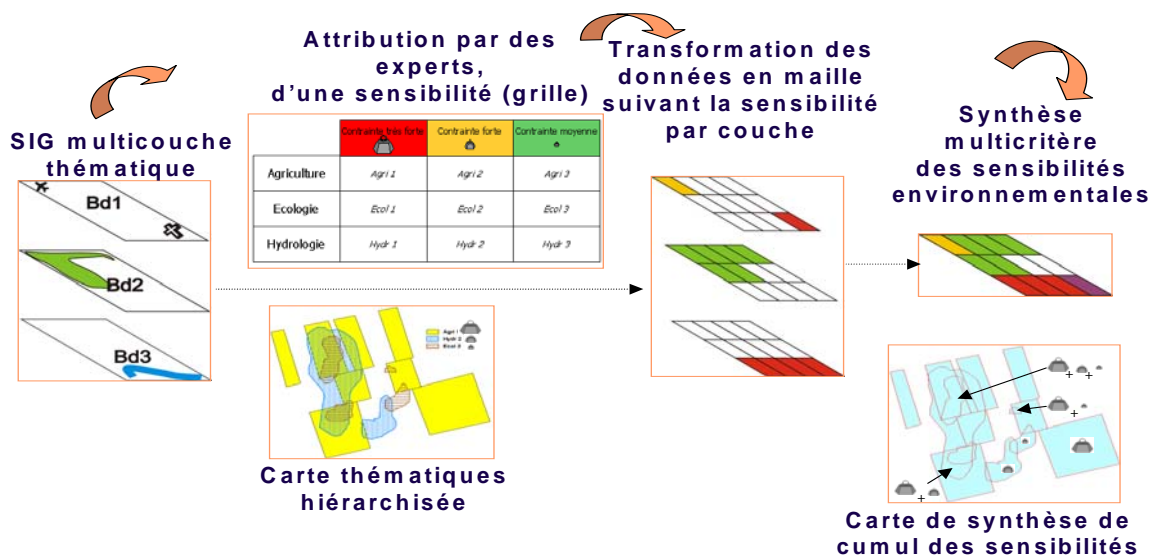 Attribution par des
experts,
d'une sensibilité (grille)
Transformation des
données en maille
suivant la sensibilité
par couche
Synthèse
multicritère
des sensibilités
environnementales
SIG multicouche
thématique
Bd1
Bd2
Bd3
Contrainte très forte
Contrainte forte
Contrainte moyenne
Agriculture
Agri 1
Agri 2
Agri 3
Ecologie
Ecol 1
Ecol 2
Ecol 3
Hydrologie
Hydr 1
Hydr 2
Hydr 3
Agri 1
Hydr 2
Ecol 3
Carte thématiques
hiérarchisée
+ +
+
+
Carte de synthèse de
cumul des sensibilités